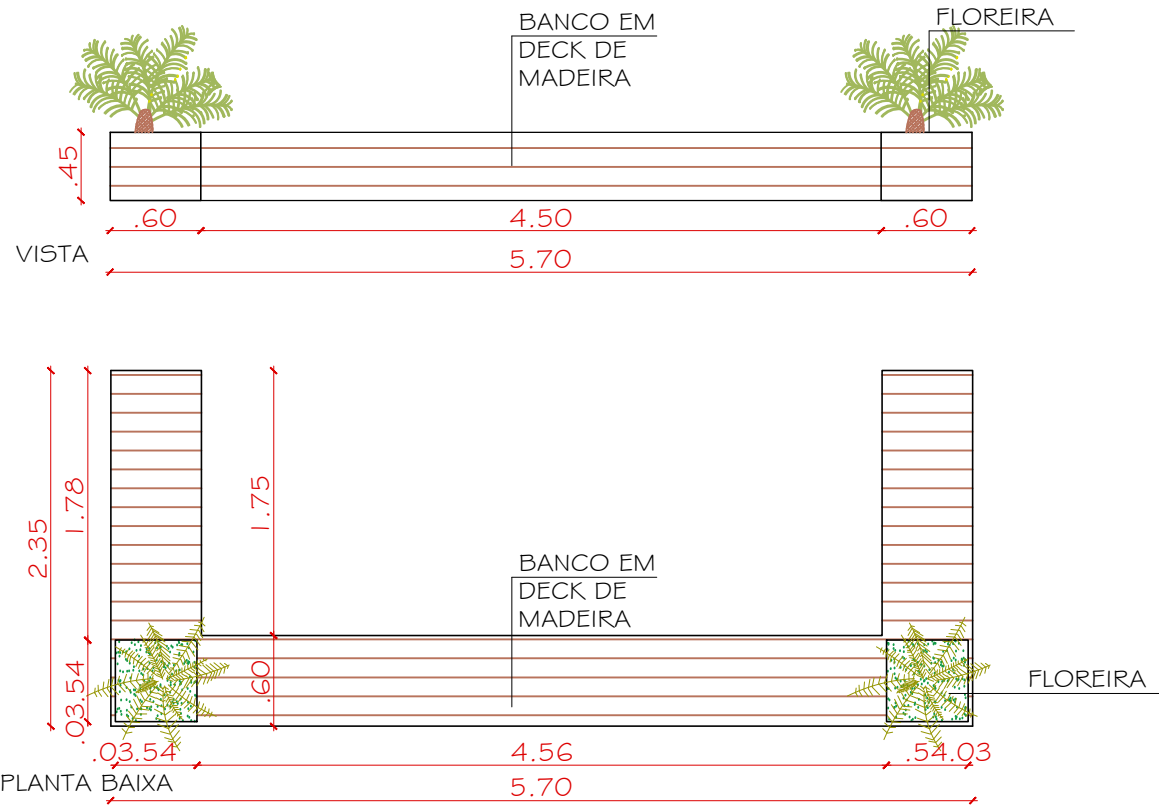 BANCO EM
DECK DE
MADEIRA
FLOREIRA
.45
.60
4.50
.60
VISTA
5.70
2.35
1.78
1.75
BANCO EM
DECK DE
MADEIRA
.03
.54
.60
FLOREIRA
.03
.54
4.56
.54
.03
PLANTA BAIXA
5.70